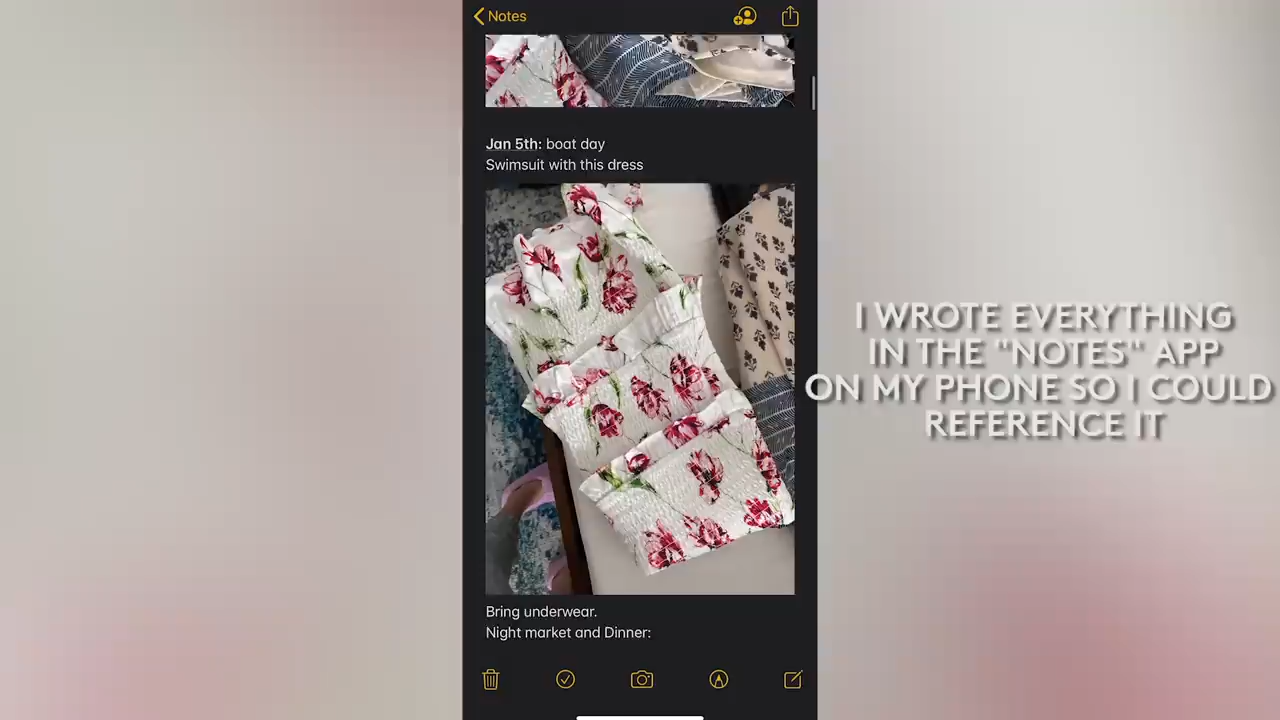 Notes
Jan 5th: boat day
Swimsuit with this dress
I WROTE EVERYTHING
IN THE "NOTES" APP
ON MY PHONE SO I COULD
REFERENCE IT
Bring underwear.
Night market and Dinner: